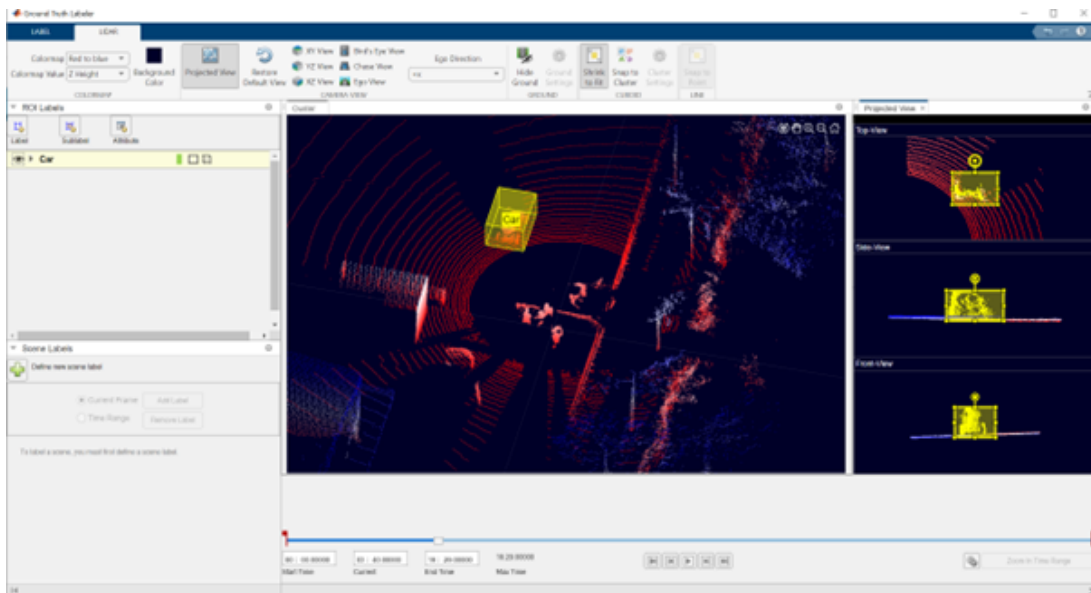 Ground Truth Labeler
LABEL
LIDAR
Colormap Red to blue
Colormap Value Z Height
Background Color
COLORMAP
Projected View
Restore Default View
XY View
YZ View
XZ View
Bird's Eye View
Chase View
Ego View
CAMERA VIEW
Ego Direction
+x
Hide Ground
Ground Settings
GROUND
Shrink to fit
Snap to Cluster
Cluster Settings
CUBOID
Snap to Point
LINE
ROI Labels
Label
Sublabel
Attribute
Car
Scene Labels
Define new scene label
Current Frame
Add Label
Time Range
Remove Label
To label a scene, you must first define a scene label.
Car
Projected View
Top-View
Side-View
Front-View
Start Time
Current
End Time
Max Time
Zoom In Time Range